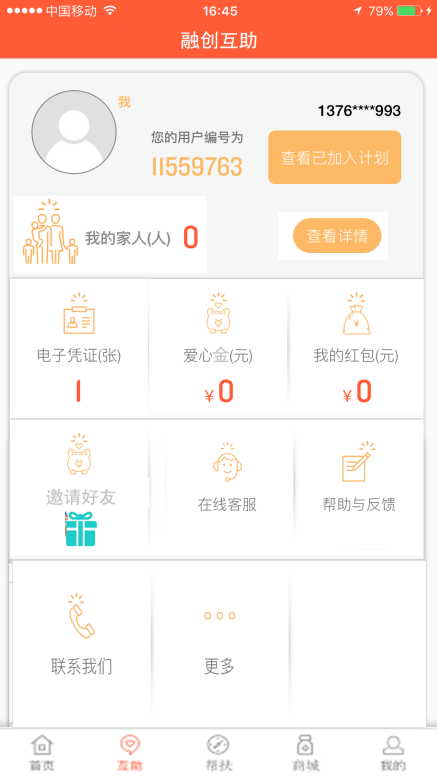 中国移动 16:45 79%
融创互助
我
1376****993
您的用户编号为
11559763
查看已加入计划
我的家人(人) 0
查看详情
电子凭证(张) 爱心金(元) 我的红包(元)
1 ¥0 ¥0
邀请好友 在线客服 帮助与反馈
联系我们 更多
首页 互助 帮扶 商城 我的